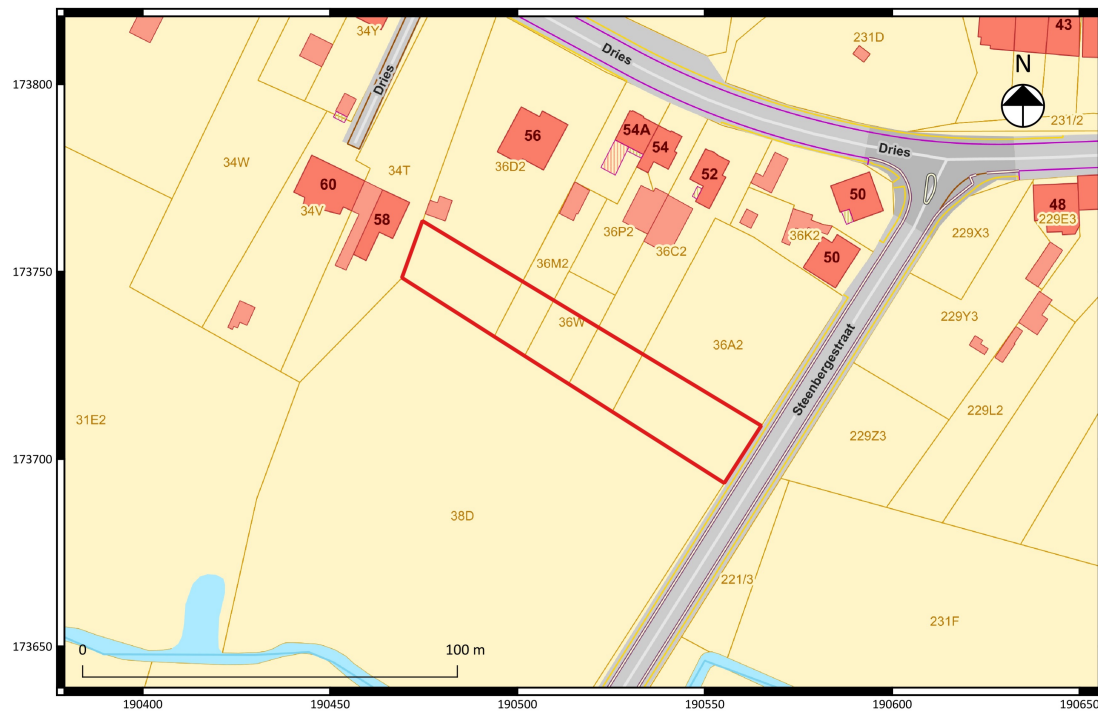 34Y
231D
43
Dries
Dries
N
173800
231/2
56
54A
54
34W
34T
36D2
52
Dries
60
50
48
34V
58
229E3
36P2
36K2
229X3
36C2
50
36M2
173750
36W
229Y3
36A2
Steenbergestraat
31E2
229L2
229Z3
173700
38D
221/3
231F
173650
0
100 m
190400
190450
190500
190550
190600
190650